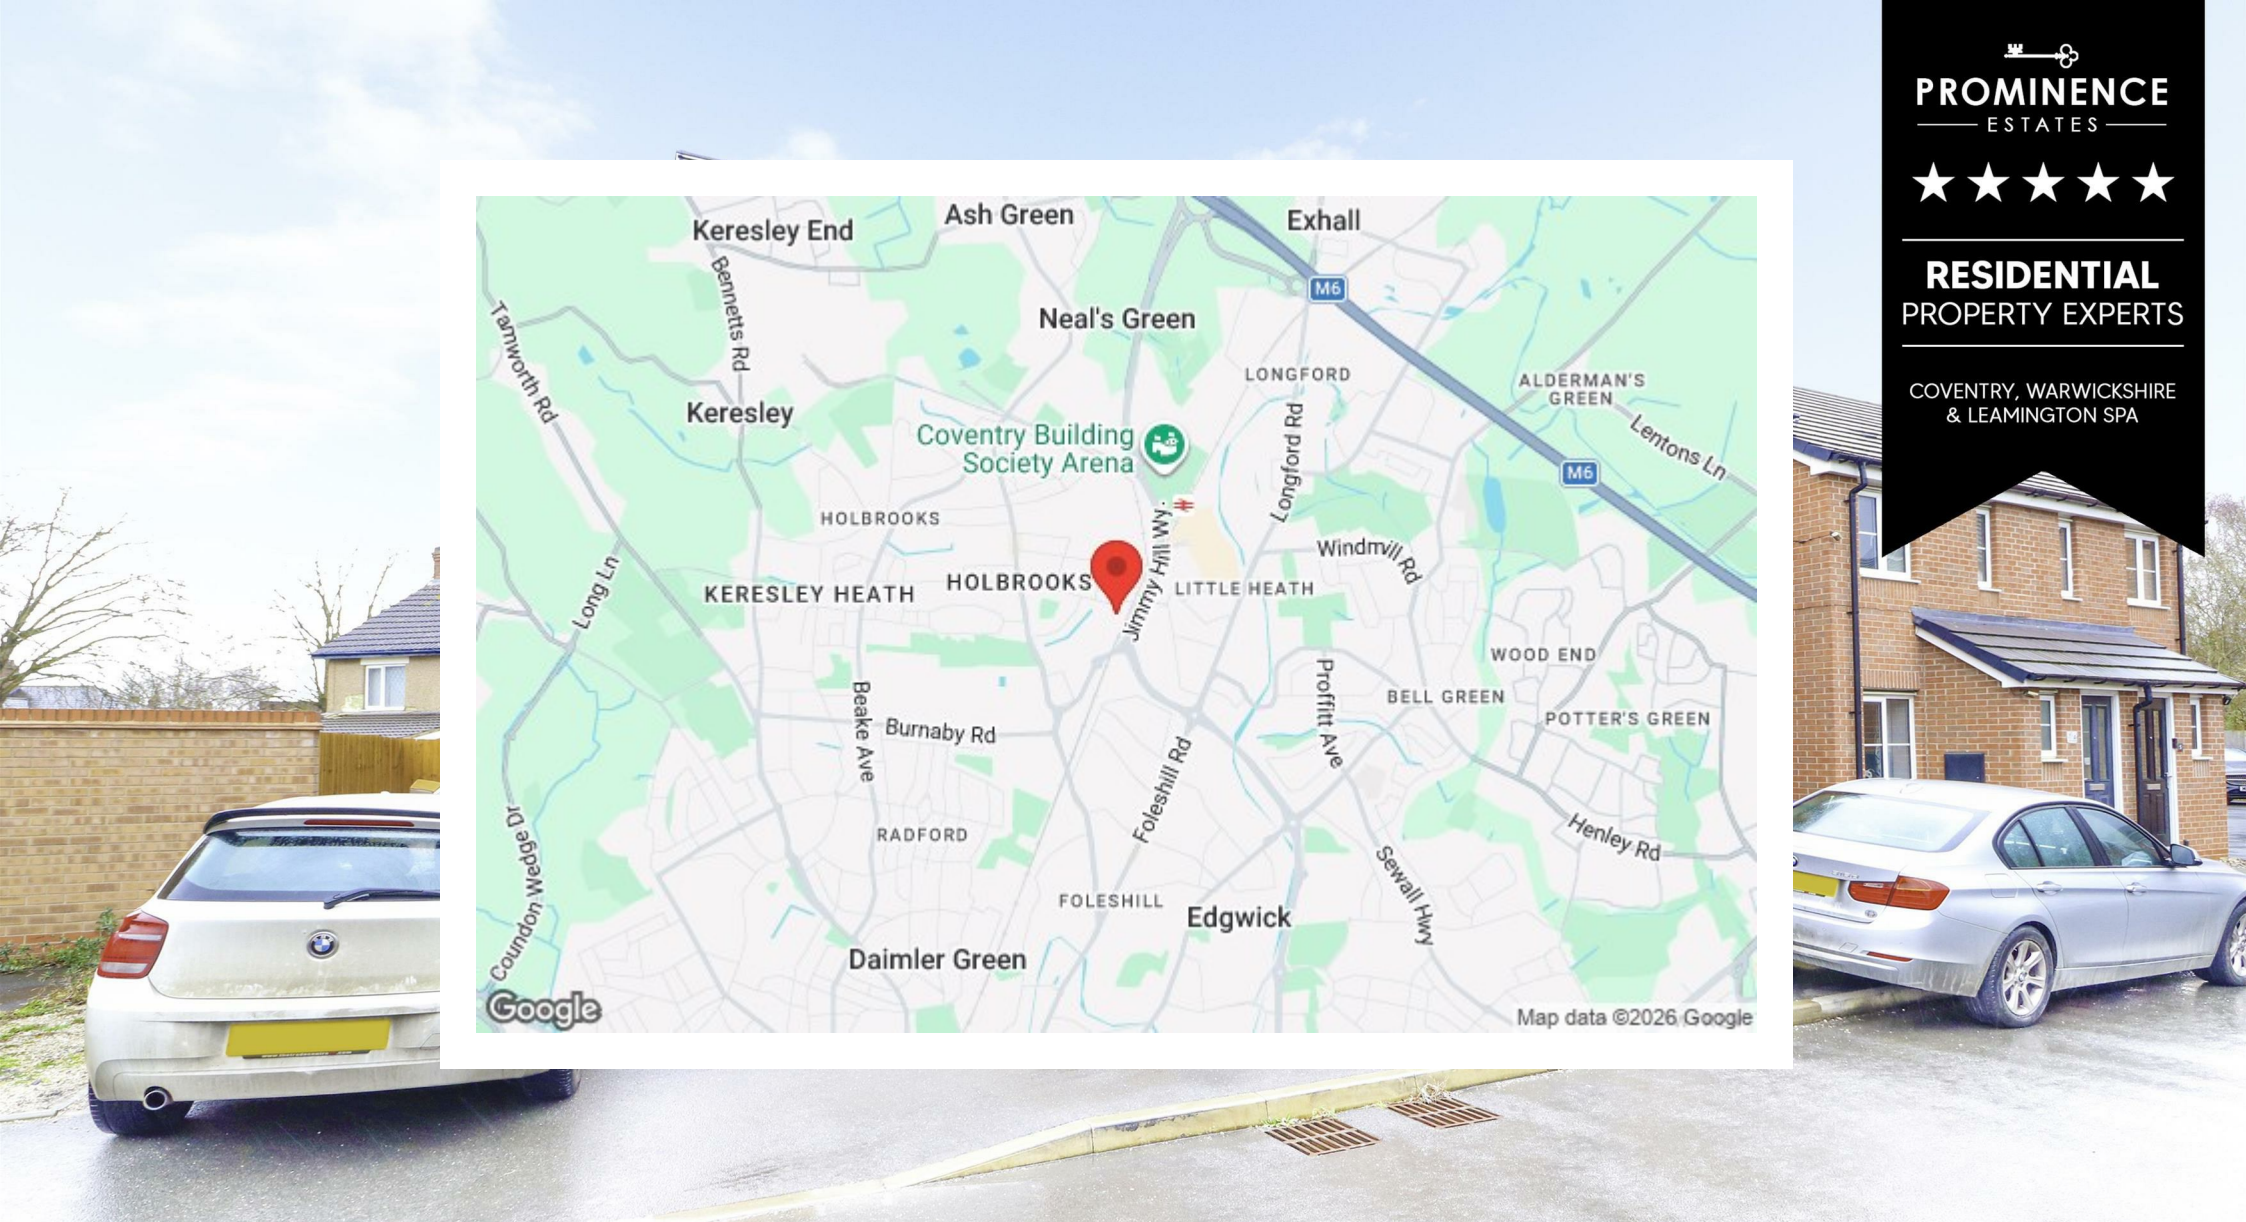 PROMINENCE
ESTATES
RESIDENTIAL
PROPERTY EXPERTS
COVENTRY, WARWICKSHIRE
& LEAMINGTON SPA
Keresley End
Ash Green
Exhall
Bennetts Rd
M6
Tamworth Rd
Neal's Green
LONGFORD
ALDERMAN'S
GREEN
Keresley
Longford Rd
Lentons Ln
Coventry Building
Society Arena
M6
HOLBROOKS
Jimmy Hill Wy.
Windmill Rd
Long Ln
KERESLEY HEATH
HOLBROOKS
LITTLE HEATH
WOOD END
Proffitt Ave
BELL GREEN
POTTER'S GREEN
Beake Ave
Burnaby Rd
Foleshill Rd
Coundon Wedge Dr
RADFORD
Henley Rd
Sewall Hwy
FOLESHILL
Edgwick
Daimler Green
Google
Map data ©2026 Google